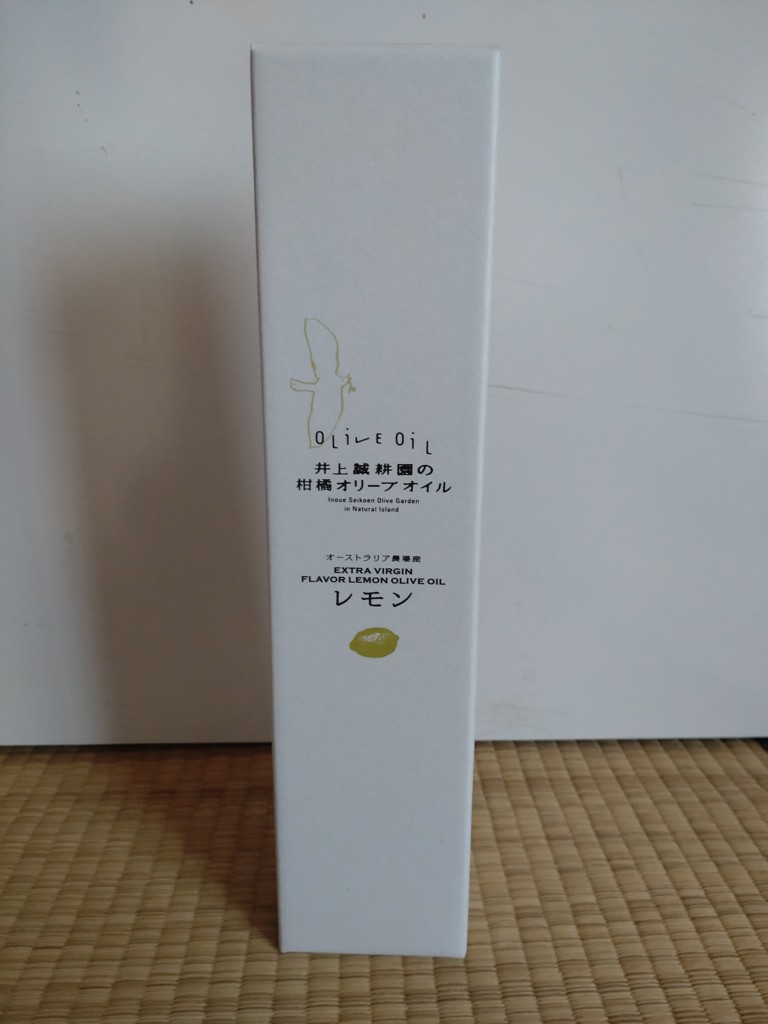 OLiVE OiL
井上誠耕園の
柑橘オリーブオイル
Inoue Seikoen Olive Garden
in Natural Island
オーストラリア農場産
EXTRA VIRGIN
FLAVOR LEMON OLIVE OIL
レモン